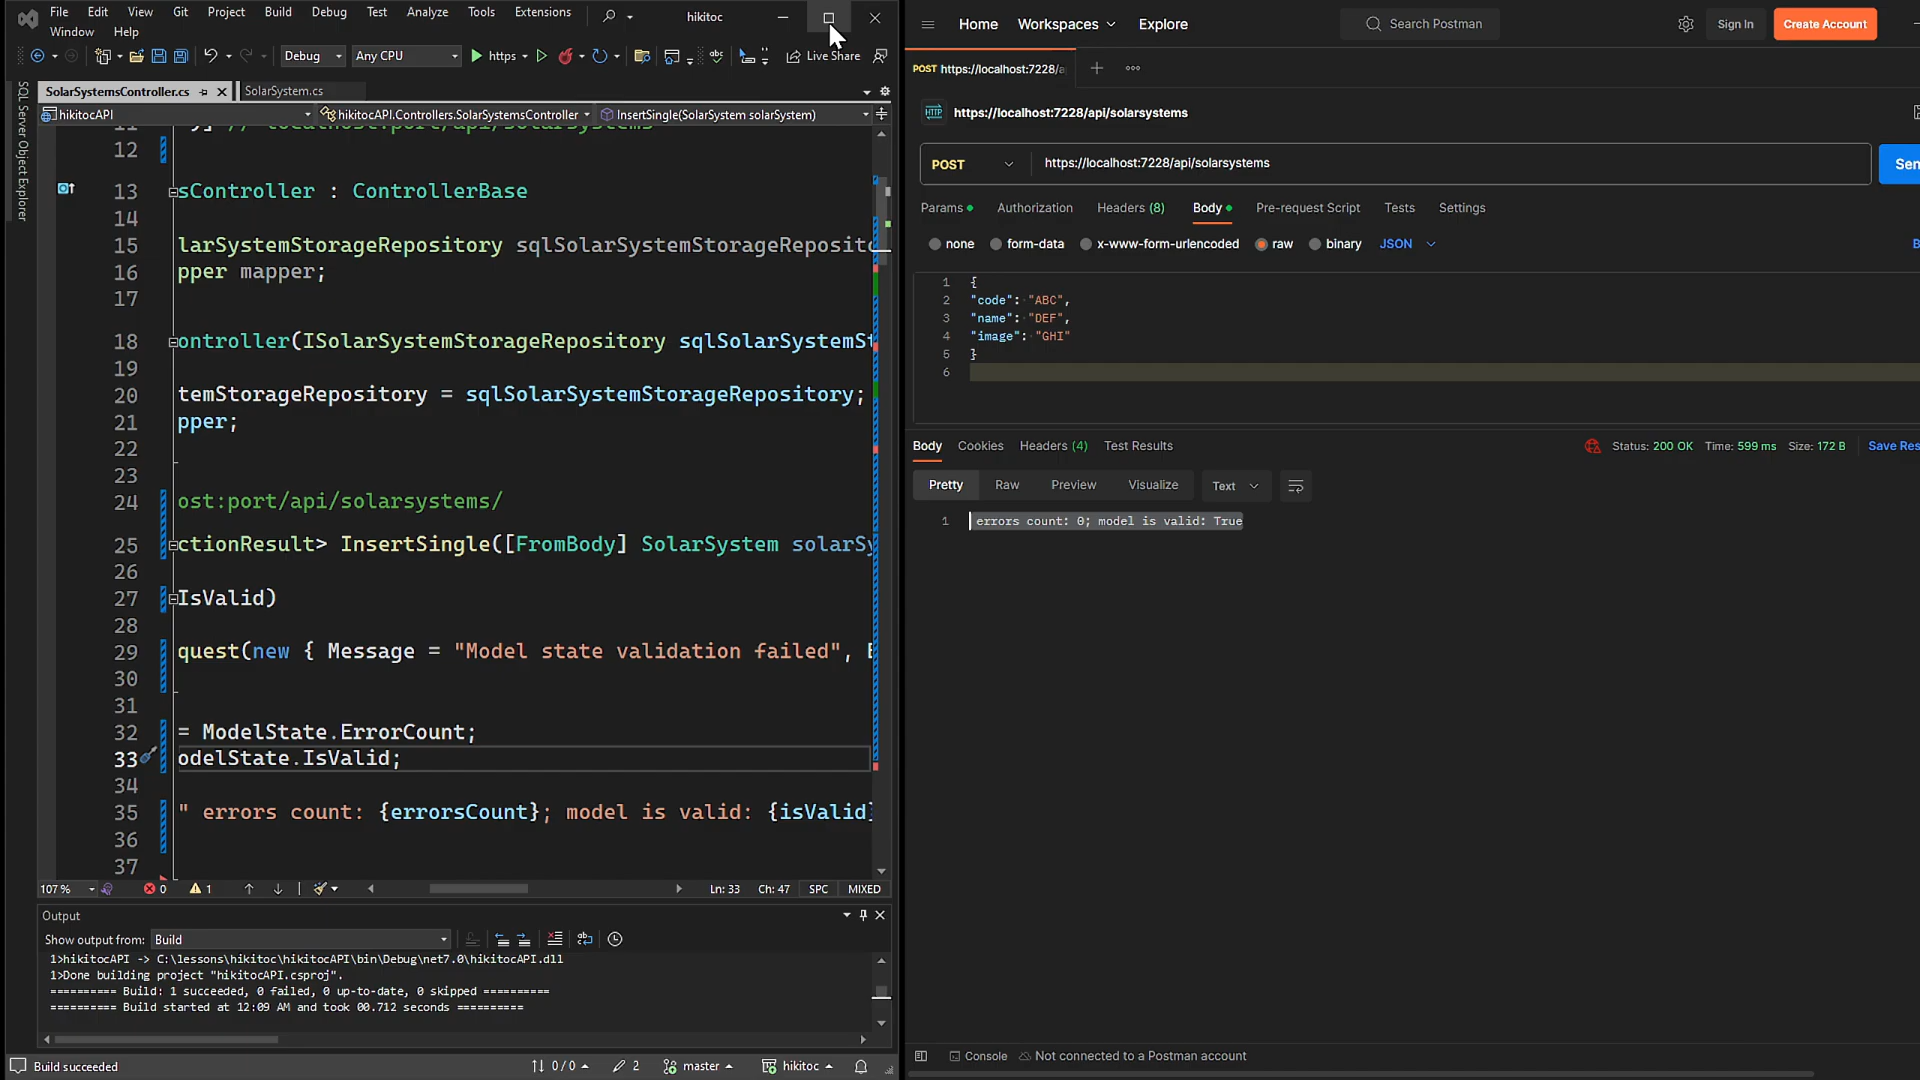 File Edit View Git Project Build Debug Test Analyze Tools Extensions hikitoc
Window Help
Debug Any CPU https Live Share
SQL Server Object Explorer
SolarSystemsController.cs SolarSystem.cs
hikitocAPI hikitocAPI.Controllers.SolarSystemsController InsertSingle(SolarSystem solarSystem)
12
13 sController : ControllerBase
14
15 larSystemStorageRepository sqlSolarSystemStorageReposito
16 pper mapper;
17
18 ontroller(ISolarSystemStorageRepository sqlSolarSystemSt
19
20 temStorageRepository = sqlSolarSystemStorageRepository;
21 pper;
22
23
24 ost:port/api/solarsystems/
25 ctionResult> InsertSingle([FromBody] SolarSystem solarSy
26
27 IsValid)
28
29 quest(new { Message = "Model state validation failed", E
30
31
32 = ModelState.ErrorCount;
33 odelState.IsValid;
34
35 " errors count: {errorsCount}; model is valid: {isValid}
36
37
107 % 0 1 Ln: 33 Ch: 47 SPC MIXED
Output
Show output from: Build
1>hikitocAPI -> C:\lessons\hikitoc\hikitocAPI\bin\Debug\net7.0\hikitocAPI.dll
1>Done building project "hikitocAPI.csproj".
========== Build: 1 succeeded, 0 failed, 0 up-to-date, 0 skipped ==========
========== Build started at 12:09 AM and took 00.712 seconds ==========
Build succeeded 0 / 0 2 master hikitoc
Home Workspaces Explore Search Postman Sign In Create Account
POST https://localhost:7228/a
HTTP https://localhost:7228/api/solarsystems
POST https://localhost:7228/api/solarsystems Sen
Params Authorization Headers (8) Body Pre-request Script Tests Settings
none form-data x-www-form-urlencoded raw binary JSON B
1 {
2 "code": "ABC",
3 "name": "DEF",
4 "image": "GHI"
5 }
6
Body Cookies Headers (4) Test Results Status: 200 OK Time: 599 ms Size: 172 B Save Res
Pretty Raw Preview Visualize Text
1 errors count: 0; model is valid: True
Console Not connected to a Postman account